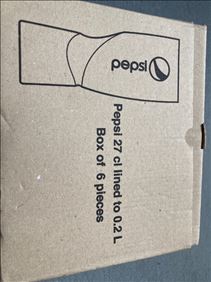 pepsi
Pepsi 27 cl lined to 0.2 L
Box of 6 pieces